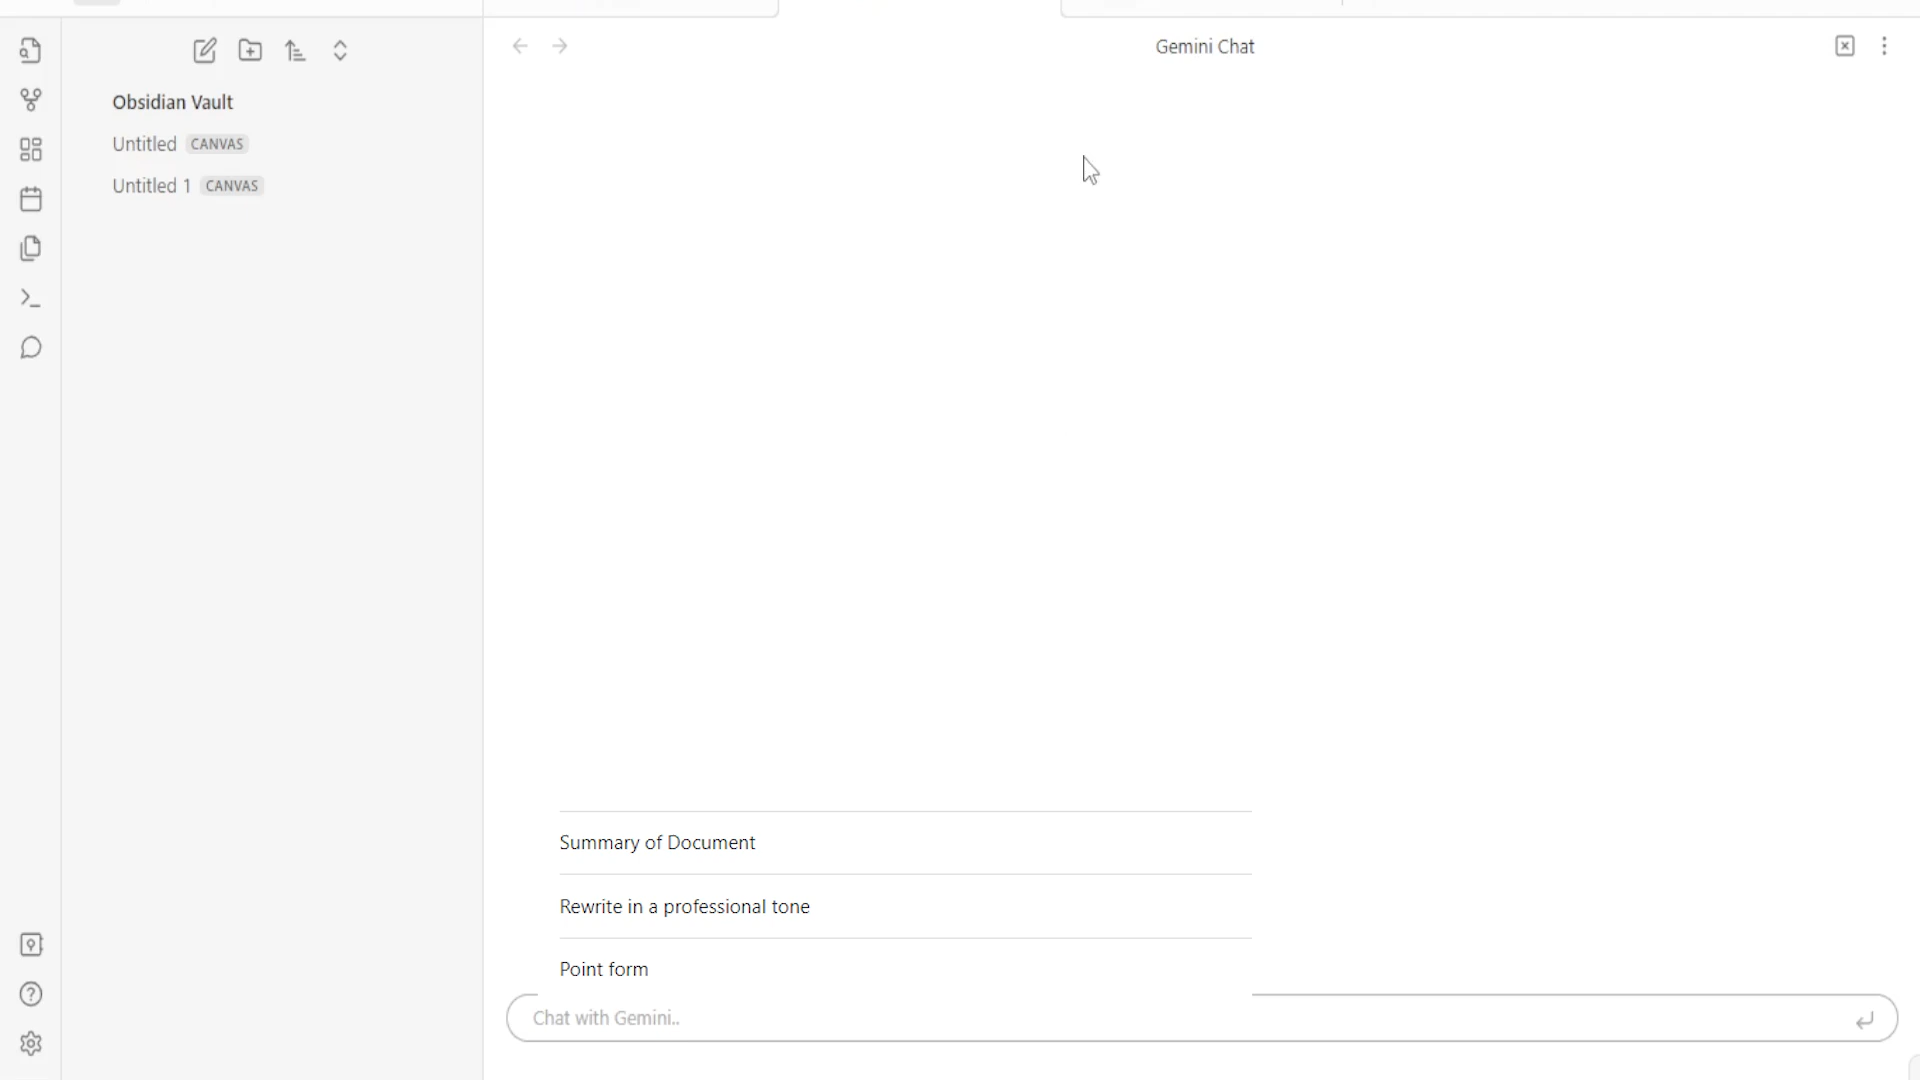 Gemini Chat
Obsidian Vault
Untitled CANVAS
Untitled 1 CANVAS
Summary of Document
Rewrite in a professional tone
Point form
Chat with Gemini..